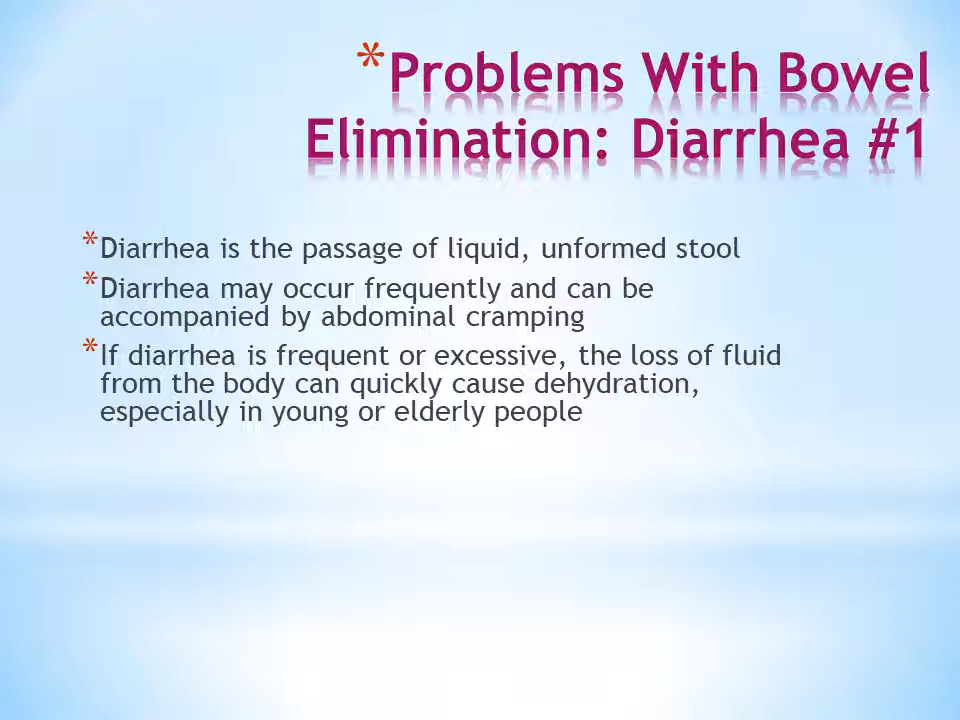 *Problems With Bowel
Elimination: Diarrhea #1
*Diarrhea is the passage of liquid, unformed stool
*Diarrhea may occur frequently and can be
accompanied by abdominal cramping
*If diarrhea is frequent or excessive, the loss of fluid
from the body can quickly cause dehydration,
especially in young or elderly people